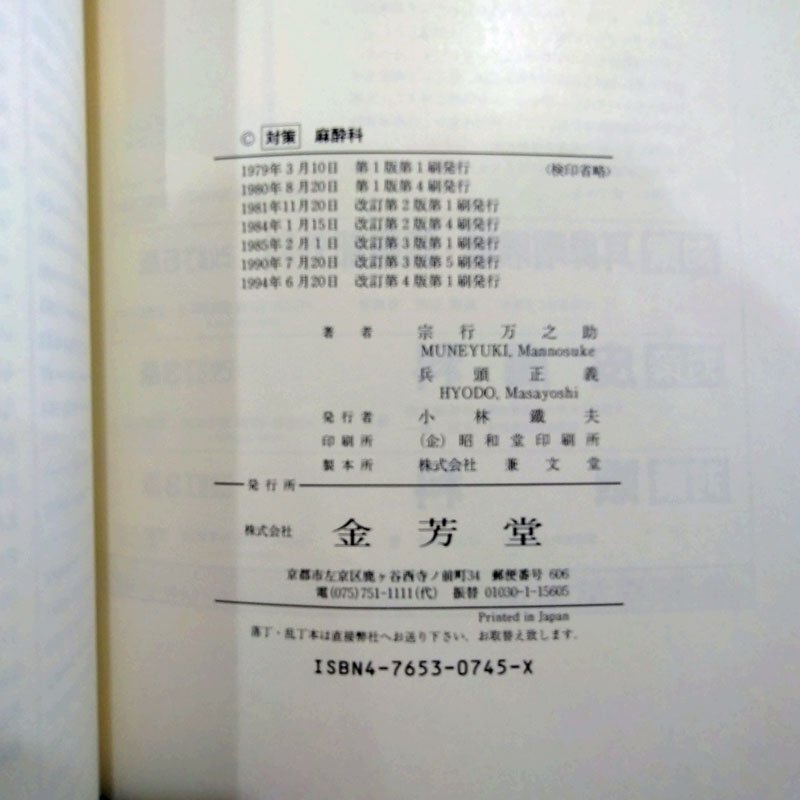 © 対策 麻酔科
1979年3月10日 第1版第1刷発行 〈検印省略〉
1980年8月20日 第1版第4刷発行
1981年11月20日 改訂第2版第1刷発行
1984年1月15日 改訂第2版第4刷発行
1985年2月1日 改訂第3版第1刷発行
1990年7月20日 改訂第3版第5刷発行
1994年6月20日 改訂第4版第1刷発行
著者 宗行万之助
MUNEYUKI, Mannosuke
兵頭正義
HYODO, Masayoshi
発行者 小林鐵夫
印刷所 (企)昭和堂印刷所
製本所 株式会社 兼文堂
発行所
株式会社 金芳堂
京都市左京区鹿ヶ谷西寺ノ前町34 郵便番号 606
電(075)751-1111(代) 振替 01030-1-15605
Printed in Japan
落丁・乱丁本は直接弊社へお送り下さい.お取替え致します.
ISBN4-7653-0745-X